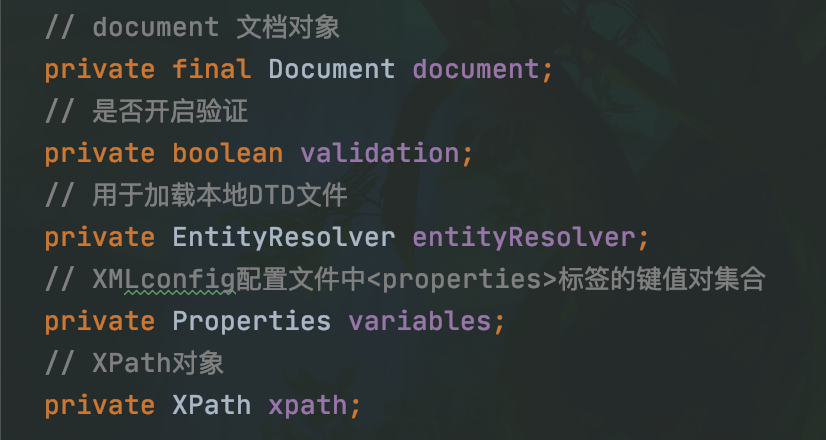 // document 文档对象
private final Document document;
// 是否开启验证
private boolean validation;
// 用于加载本地DTD文件
private EntityResolver entityResolver;
// XMLconfig配置文件中<properties>标签的键值对集合
private Properties variables;
// XPath对象
private XPath xpath;